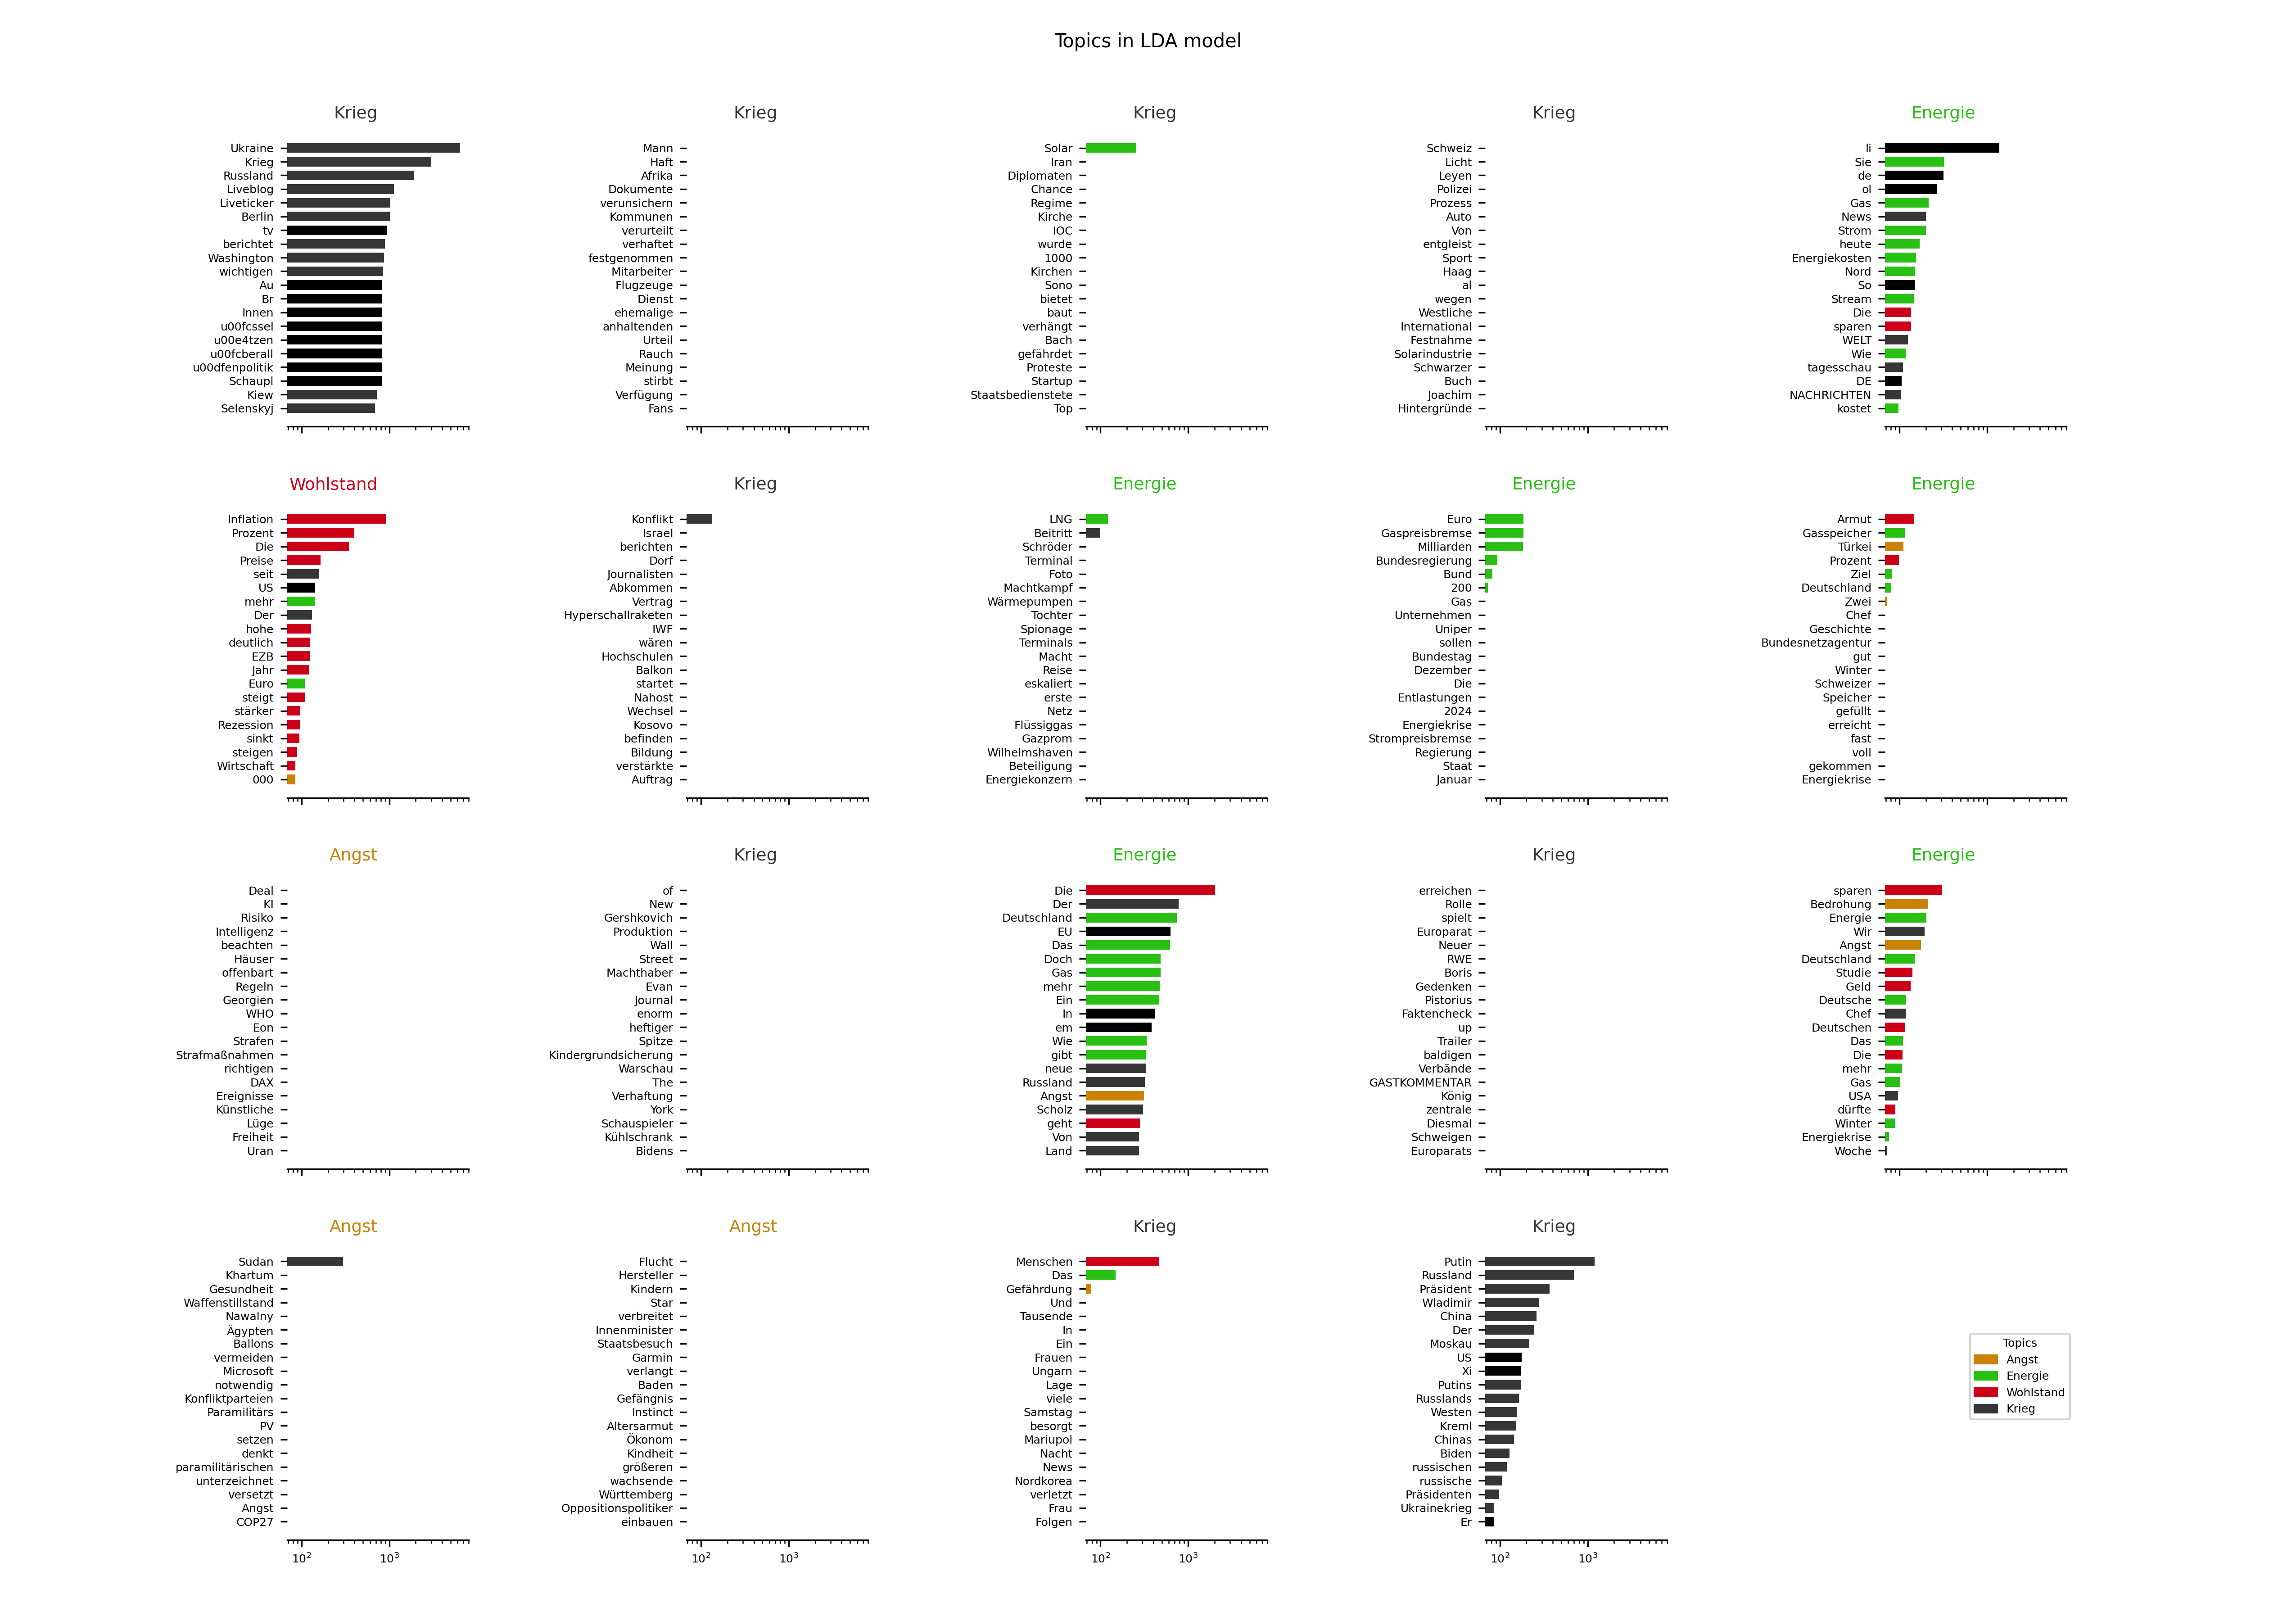 Topics in LDA model
Krieg
Ukraine
Krieg
Russland
Liveblog
Liveticker
Berlin
tv
berichtet
Washington
wichtigen
Au
Br
Innen
u00fcssel
u00e4tzen
u00fcberall
u00dfenpolitik
Schaupl
Kiew
Selenskyj
Krieg
Mann
Haft
Afrika
Dokumente
verunsichern
Kommunen
verurteilt
verhaftet
festgenommen
Mitarbeiter
Flugzeuge
Dienst
ehemalige
anhaltenden
Urteil
Rauch
Meinung
stirbt
Verfügung
Fans
Krieg
Solar
Iran
Diplomaten
Chance
Regime
Kirche
IOC
wurde
1000
Kirchen
Sono
bietet
baut
verhängt
Bach
gefährdet
Proteste
Startup
Staatsbedienstete
Top
Krieg
Schweiz
Licht
Leyen
Polizei
Prozess
Auto
Von
entgleist
Sport
Haag
al
wegen
Westliche
International
Festnahme
Solarindustrie
Schwarzer
Buch
Joachim
Hintergründe
Energie
li
Sie
de
ol
Gas
News
Strom
heute
Energiekosten
Nord
So
Stream
Die
sparen
WELT
Wie
tagesschau
DE
NACHRICHTEN
kostet
Wohlstand
Inflation
Prozent
Die
Preise
seit
US
mehr
Der
hohe
deutlich
EZB
Jahr
Euro
steigt
stärker
Rezession
sinkt
steigen
Wirtschaft
000
Krieg
Konflikt
Israel
berichten
Dorf
Journalisten
Abkommen
Vertrag
Hyperschallraketen
IWF
wären
Hochschulen
Balkon
startet
Nahost
Wechsel
Kosovo
befinden
Bildung
verstärkte
Auftrag
Energie
LNG
Beitritt
Schröder
Terminal
Foto
Machtkampf
Wärmepumpen
Tochter
Spionage
Terminals
Macht
Reise
eskaliert
erste
Netz
Flüssiggas
Gazprom
Wilhelmshaven
Beteiligung
Energiekonzern
Energie
Euro
Gaspreisbremse
Milliarden
Bundesregierung
Bund
200
Gas
Unternehmen
Uniper
sollen
Bundestag
Dezember
Die
Entlastungen
2024
Energiekrise
Strompreisbremse
Regierung
Staat
Januar
Energie
Armut
Gasspeicher
Türkei
Prozent
Ziel
Deutschland
Zwei
Chef
Geschichte
Bundesnetzagentur
gut
Winter
Schweizer
Speicher
gefüllt
erreicht
fast
voll
gekommen
Energiekrise
Angst
Deal
KI
Risiko
Intelligenz
beachten
Häuser
offenbart
Regeln
Georgien
WHO
Eon
Strafen
Strafmaßnahmen
richtigen
DAX
Ereignisse
Künstliche
Lüge
Freiheit
Uran
Krieg
of
New
Gershkovich
Produktion
Wall
Street
Machthaber
Evan
Journal
enorm
heftiger
Spitze
Kindergrundsicherung
Warschau
The
Verhaftung
York
Schauspieler
Kühlschrank
Bidens
Energie
Die
Der
Deutschland
EU
Das
Doch
Gas
mehr
Ein
In
em
Wie
gibt
neue
Russland
Angst
Scholz
geht
Von
Land
Krieg
erreichen
Rolle
spielt
Europarat
Neuer
RWE
Boris
Gedenken
Pistorius
Faktencheck
up
Trailer
baldigen
Verbände
GASTKOMMENTAR
König
zentrale
Diesmal
Schweigen
Europarats
Energie
sparen
Bedrohung
Energie
Wir
Angst
Deutschland
Studie
Geld
Deutsche
Chef
Deutschen
Das
Die
mehr
Gas
USA
dürfte
Winter
Energiekrise
Woche
Angst
Sudan
Khartum
Gesundheit
Waffenstillstand
Nawalny
Ägypten
Ballons
vermeiden
Microsoft
notwendig
Konfliktparteien
Paramilitärs
PV
setzen
denkt
paramilitärischen
unterzeichnet
versetzt
Angst
COP27
10² 10³
Angst
Flucht
Hersteller
Kindern
Star
verbreitet
Innenminister
Staatsbesuch
Garmin
verlangt
Baden
Gefängnis
Instinct
Altersarmut
Ökonom
Kindheit
größeren
wachsende
Württemberg
Oppositionspolitiker
einbauen
10² 10³
Krieg
Menschen
Das
Gefährdung
Und
Tausende
In
Ein
Frauen
Ungarn
Lage
viele
Samstag
besorgt
Mariupol
Nacht
News
Nordkorea
verletzt
Frau
Folgen
10² 10³
Krieg
Putin
Russland
Präsident
Wladimir
China
Der
Moskau
US
Xi
Putins
Russlands
Westen
Kreml
Chinas
Biden
russischen
russische
Präsidenten
Ukrainekrieg
Er
10² 10³
Topics
Angst
Energie
Wohlstand
Krieg